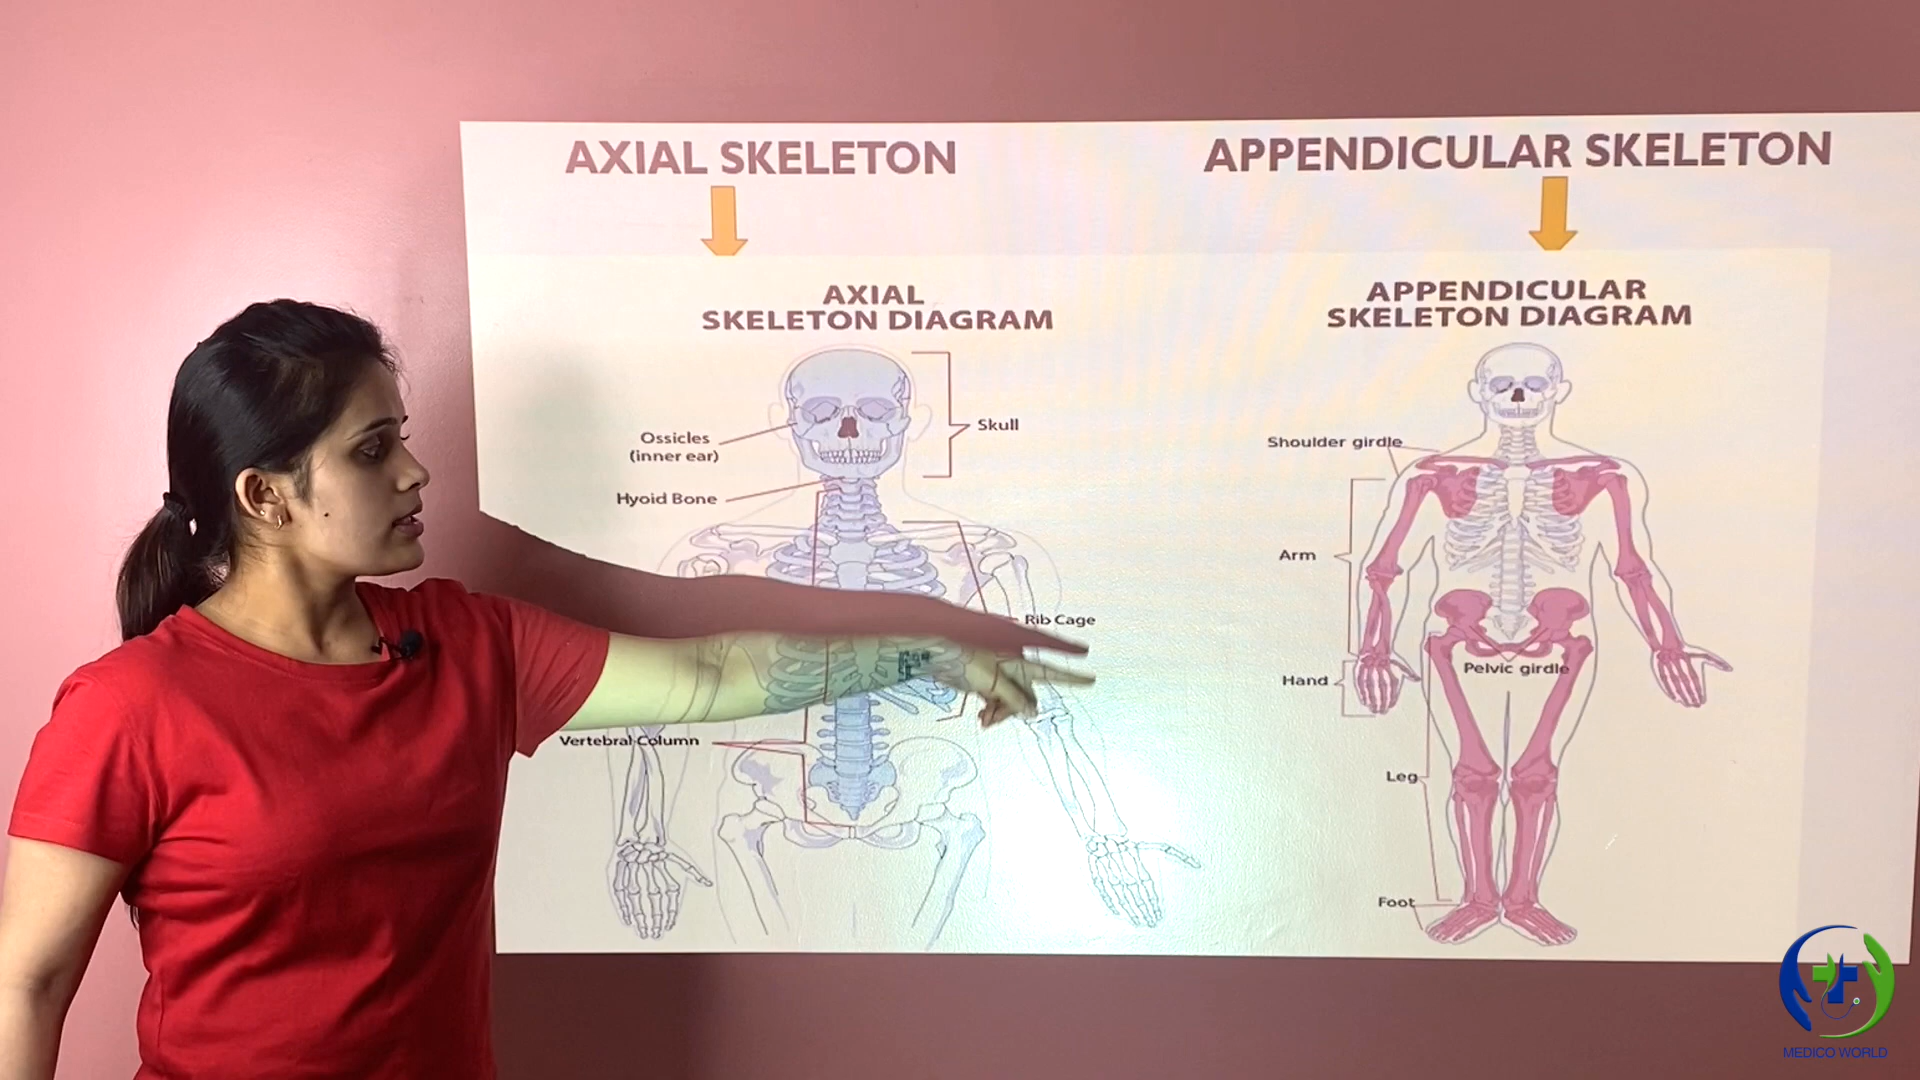 AXIAL SKELETON
APPENDICULAR SKELETON
AXIAL
SKELETON DIAGRAM
Ossicles
(inner ear)
Skull
Hyoid Bone
Rib Cage
Vertebral Column
APPENDICULAR
SKELETON DIAGRAM
Shoulder girdle
Arm
Hand
Pelvic girdle
Leg
Foot
MEDICO WORLD